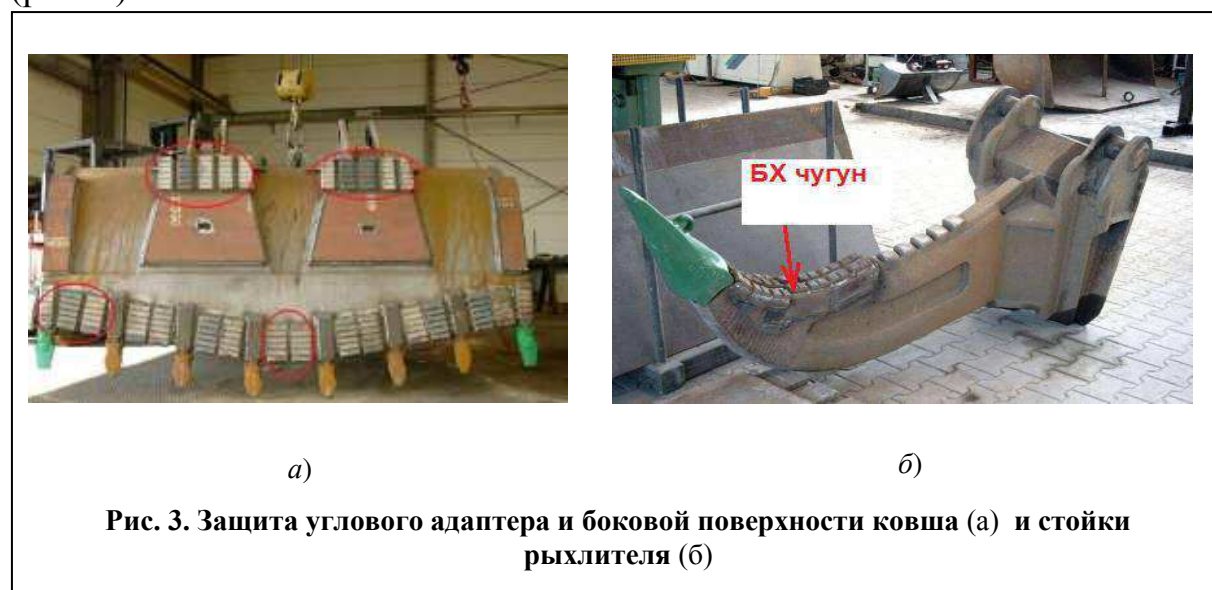 БХ чугун
а)
б)
Рис. 3. Защита углового адаптера и боковой поверхности ковша (а) и стойки
рыхлителя (б)